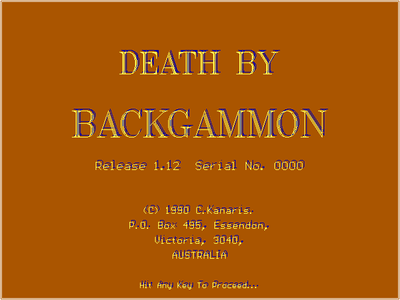 DEATH BY
BACKGAMMON
Release 1.12  Serial No. 0000
(C) 1990 C.Kanaris.
P.O. Box 495, Essendon,
Victoria, 3040,
AUSTRALIA
Hit Any Key To Proceed...